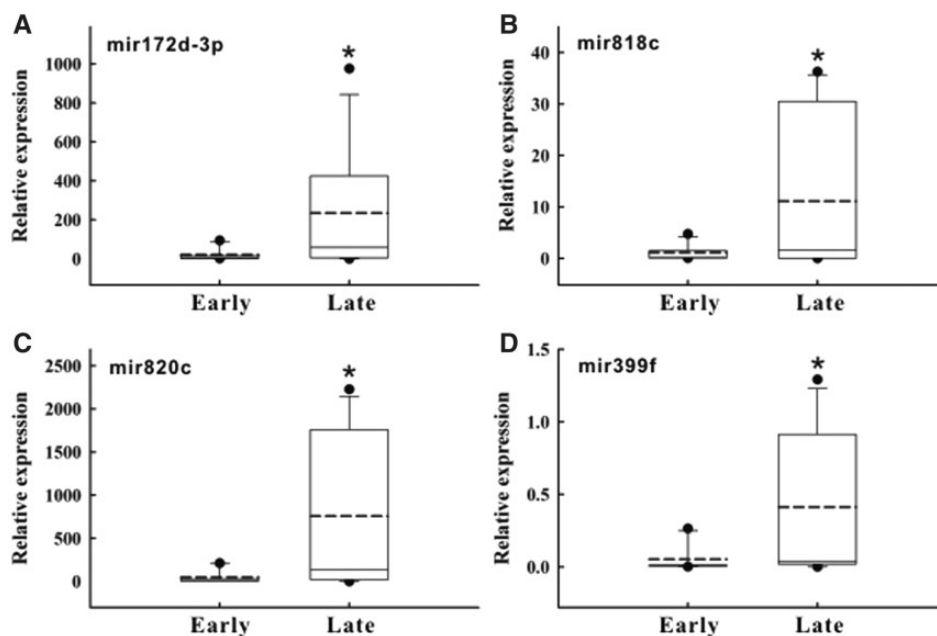 A
mir172d-3p
Relative expression
1000
800
600
400
200
0
*
Early
Late
B
mir818c
Relative expression
40
30
20
10
0
*
Early
Late
C
mir820c
Relative expression
2500
2000
1500
1000
500
0
*
Early
Late
D
mir399f
Relative expression
1.5
1.0
0.5
0.0
*
Early
Late